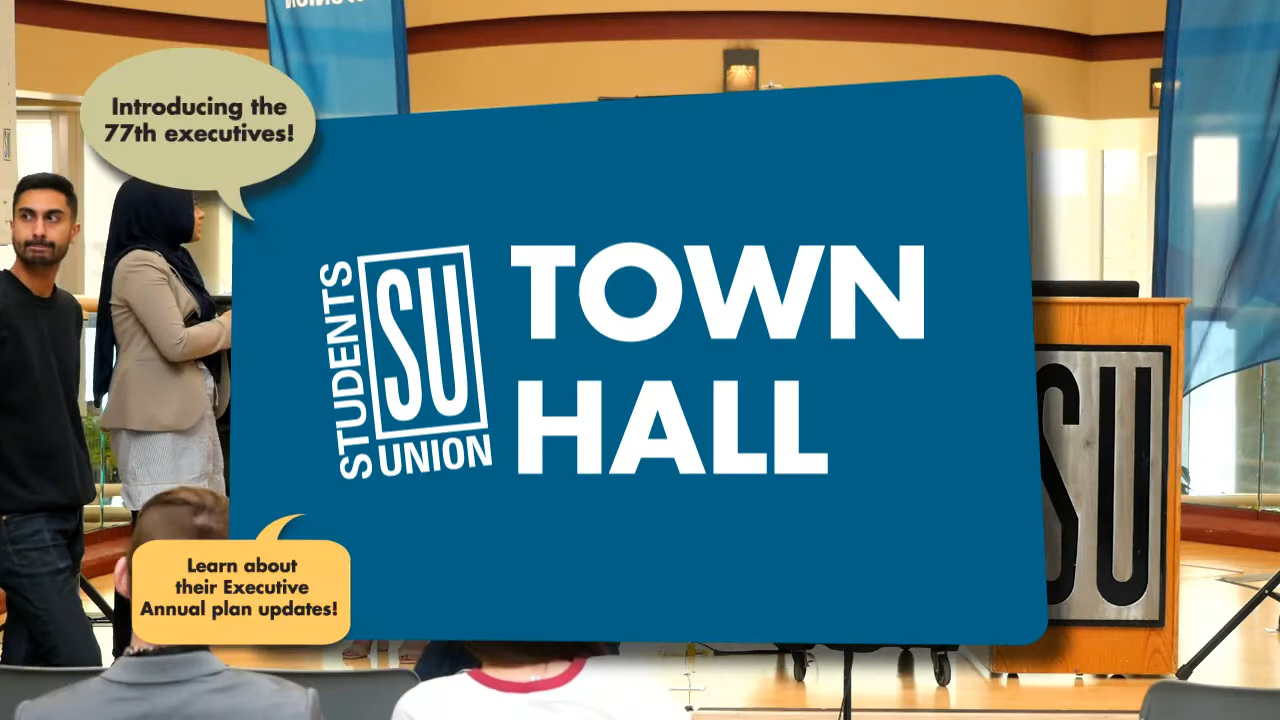 Introducing the
77th executives!
STUDENTS
SU
UNION
TOWN
HALL
SU
Learn about
their Executive
Annual plan updates!